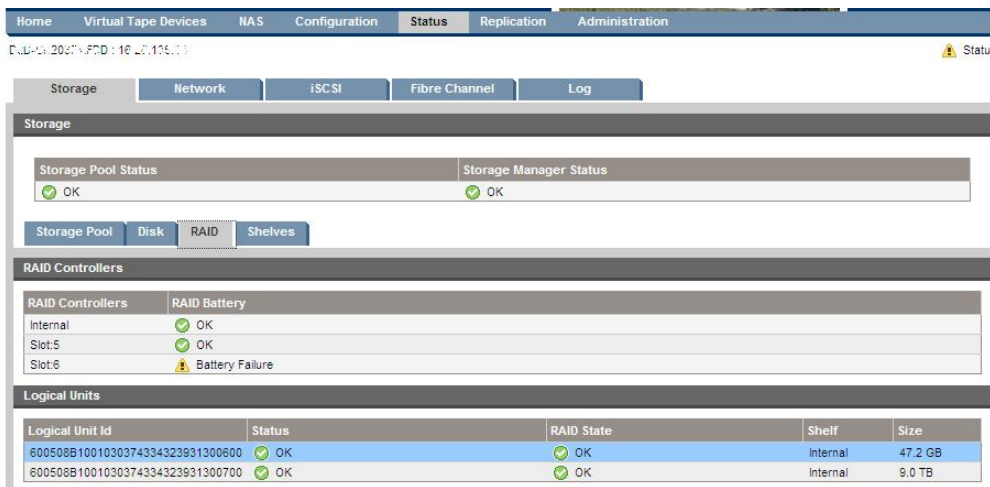 Home Virtual Tape Devices NAS Configuration Status Replication Administration
Statu
Storage Network iSCSI Fibre Channel Log
Storage
Storage Pool Status Storage Manager Status
OK OK
Storage Pool Disk RAID Shelves
RAID Controllers
RAID Controllers RAID Battery
Internal OK
Slot:5 OK
Slot:6 Battery Failure
Logical Units
Logical Unit Id Status RAID State Shelf Size
600508B1001030374334323931300600 OK OK Internal 47.2 GB
600508B1001030374334323931300700 OK OK Internal 9.0 TB